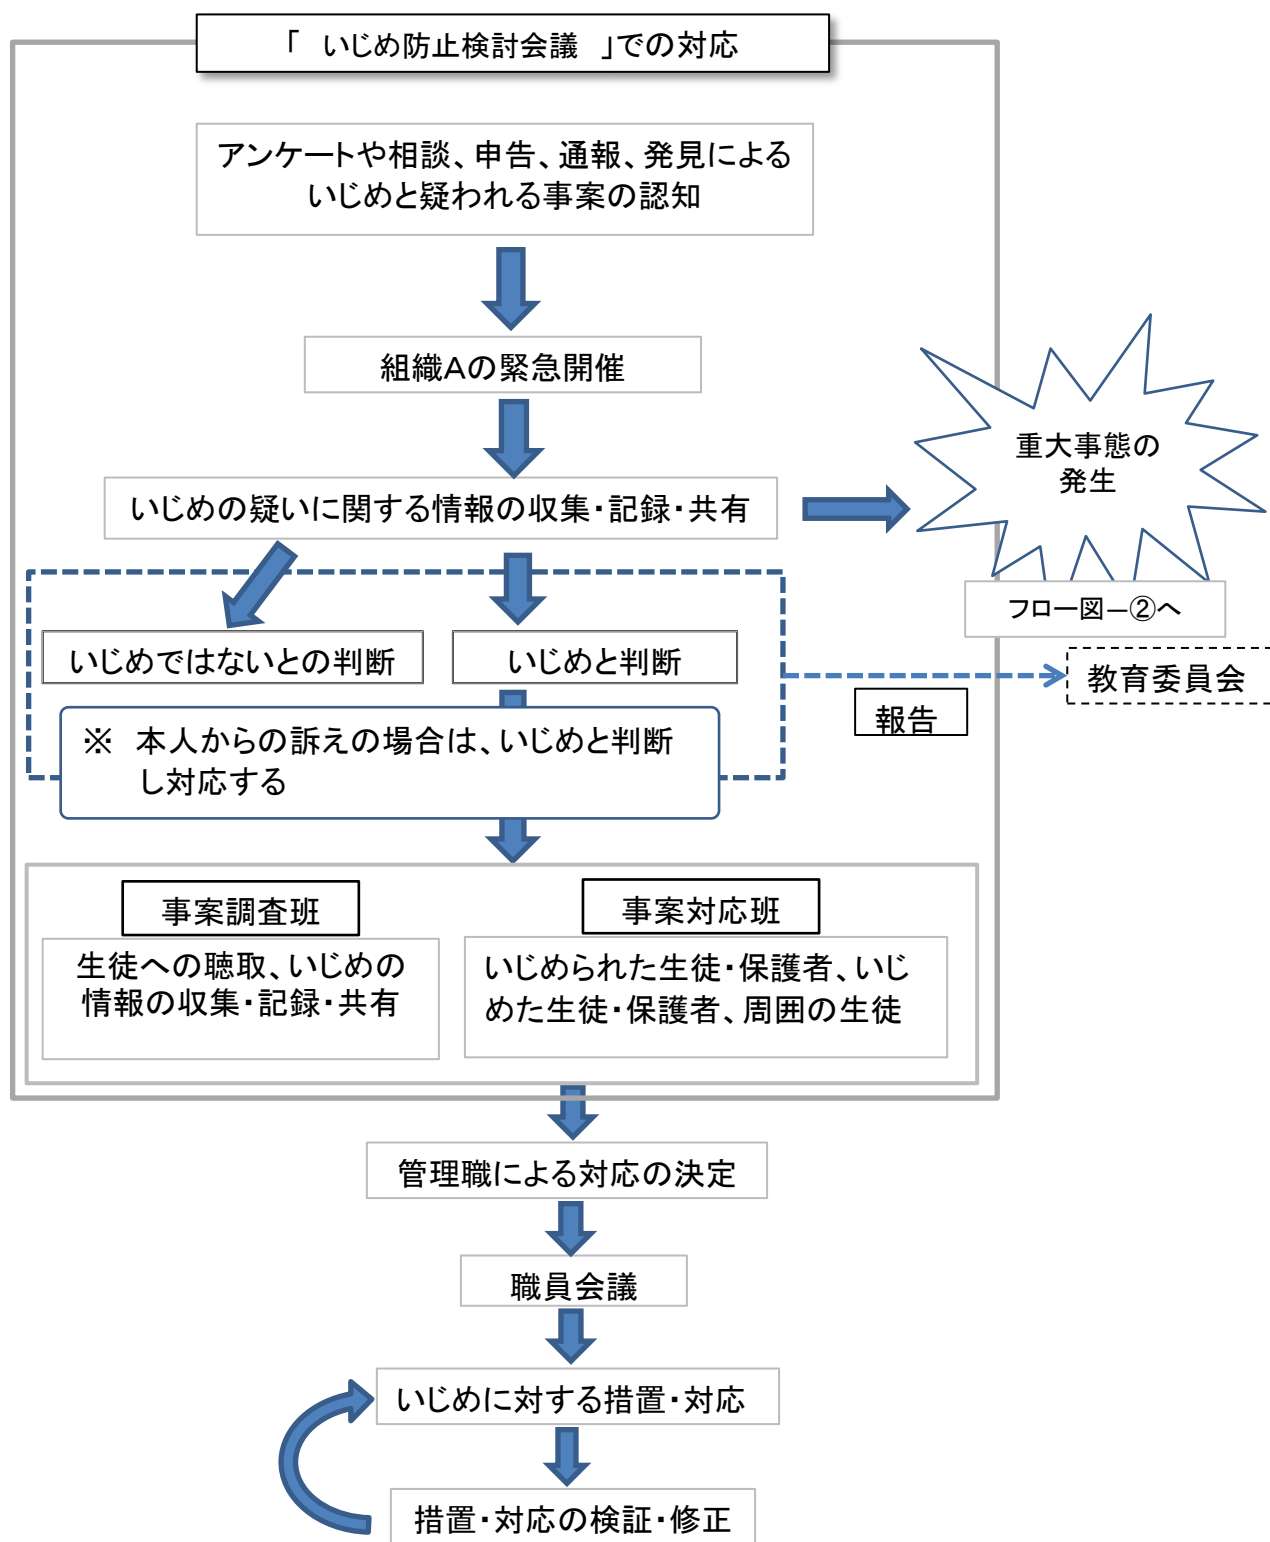 「　いじめ防止検討会議　」での対応
アンケートや相談、申告、通報、発見による
いじめと疑われる事案の認知
組織Aの緊急開催
重大事態の
発生
いじめの疑いに関する情報の収集・記録・共有
フロー図―②へ
いじめではないとの判断
いじめと判断
教育委員会
報告
※　本人からの訴えの場合は、いじめと判断
し対応する
事案調査班
生徒への聴取、いじめの
情報の収集・記録・共有
事案対応班
いじめられた生徒・保護者、いじ
めた生徒・保護者、周囲の生徒
管理職による対応の決定
職員会議
いじめに対する措置・対応
措置・対応の検証・修正